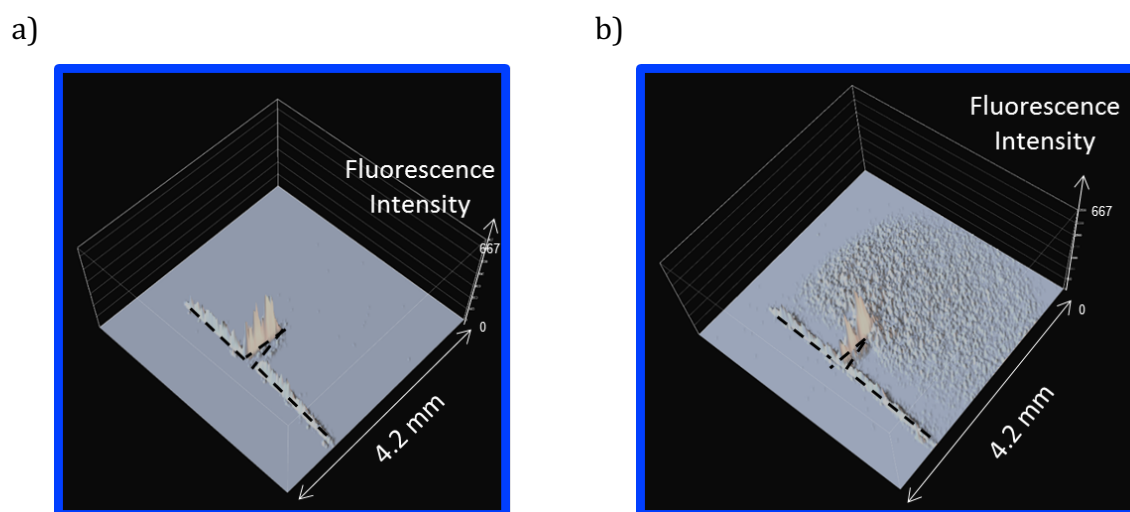 a)
b)
Fluorescence
Intensity
667
0
4.2 mm
Fluorescence
Intensity
667
0
4.2 mm